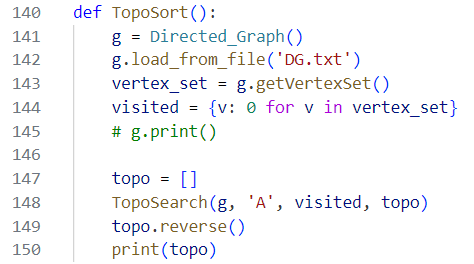 140 def TopoSort():
141     g = Directed_Graph()
142     g.load_from_file('DG.txt')
143     vertex_set = g.getVertexSet()
144     visited = {v: 0 for v in vertex_set}
145     # g.print()
146
147     topo = []
148     TopoSearch(g, 'A', visited, topo)
149     topo.reverse()
150     print(topo)